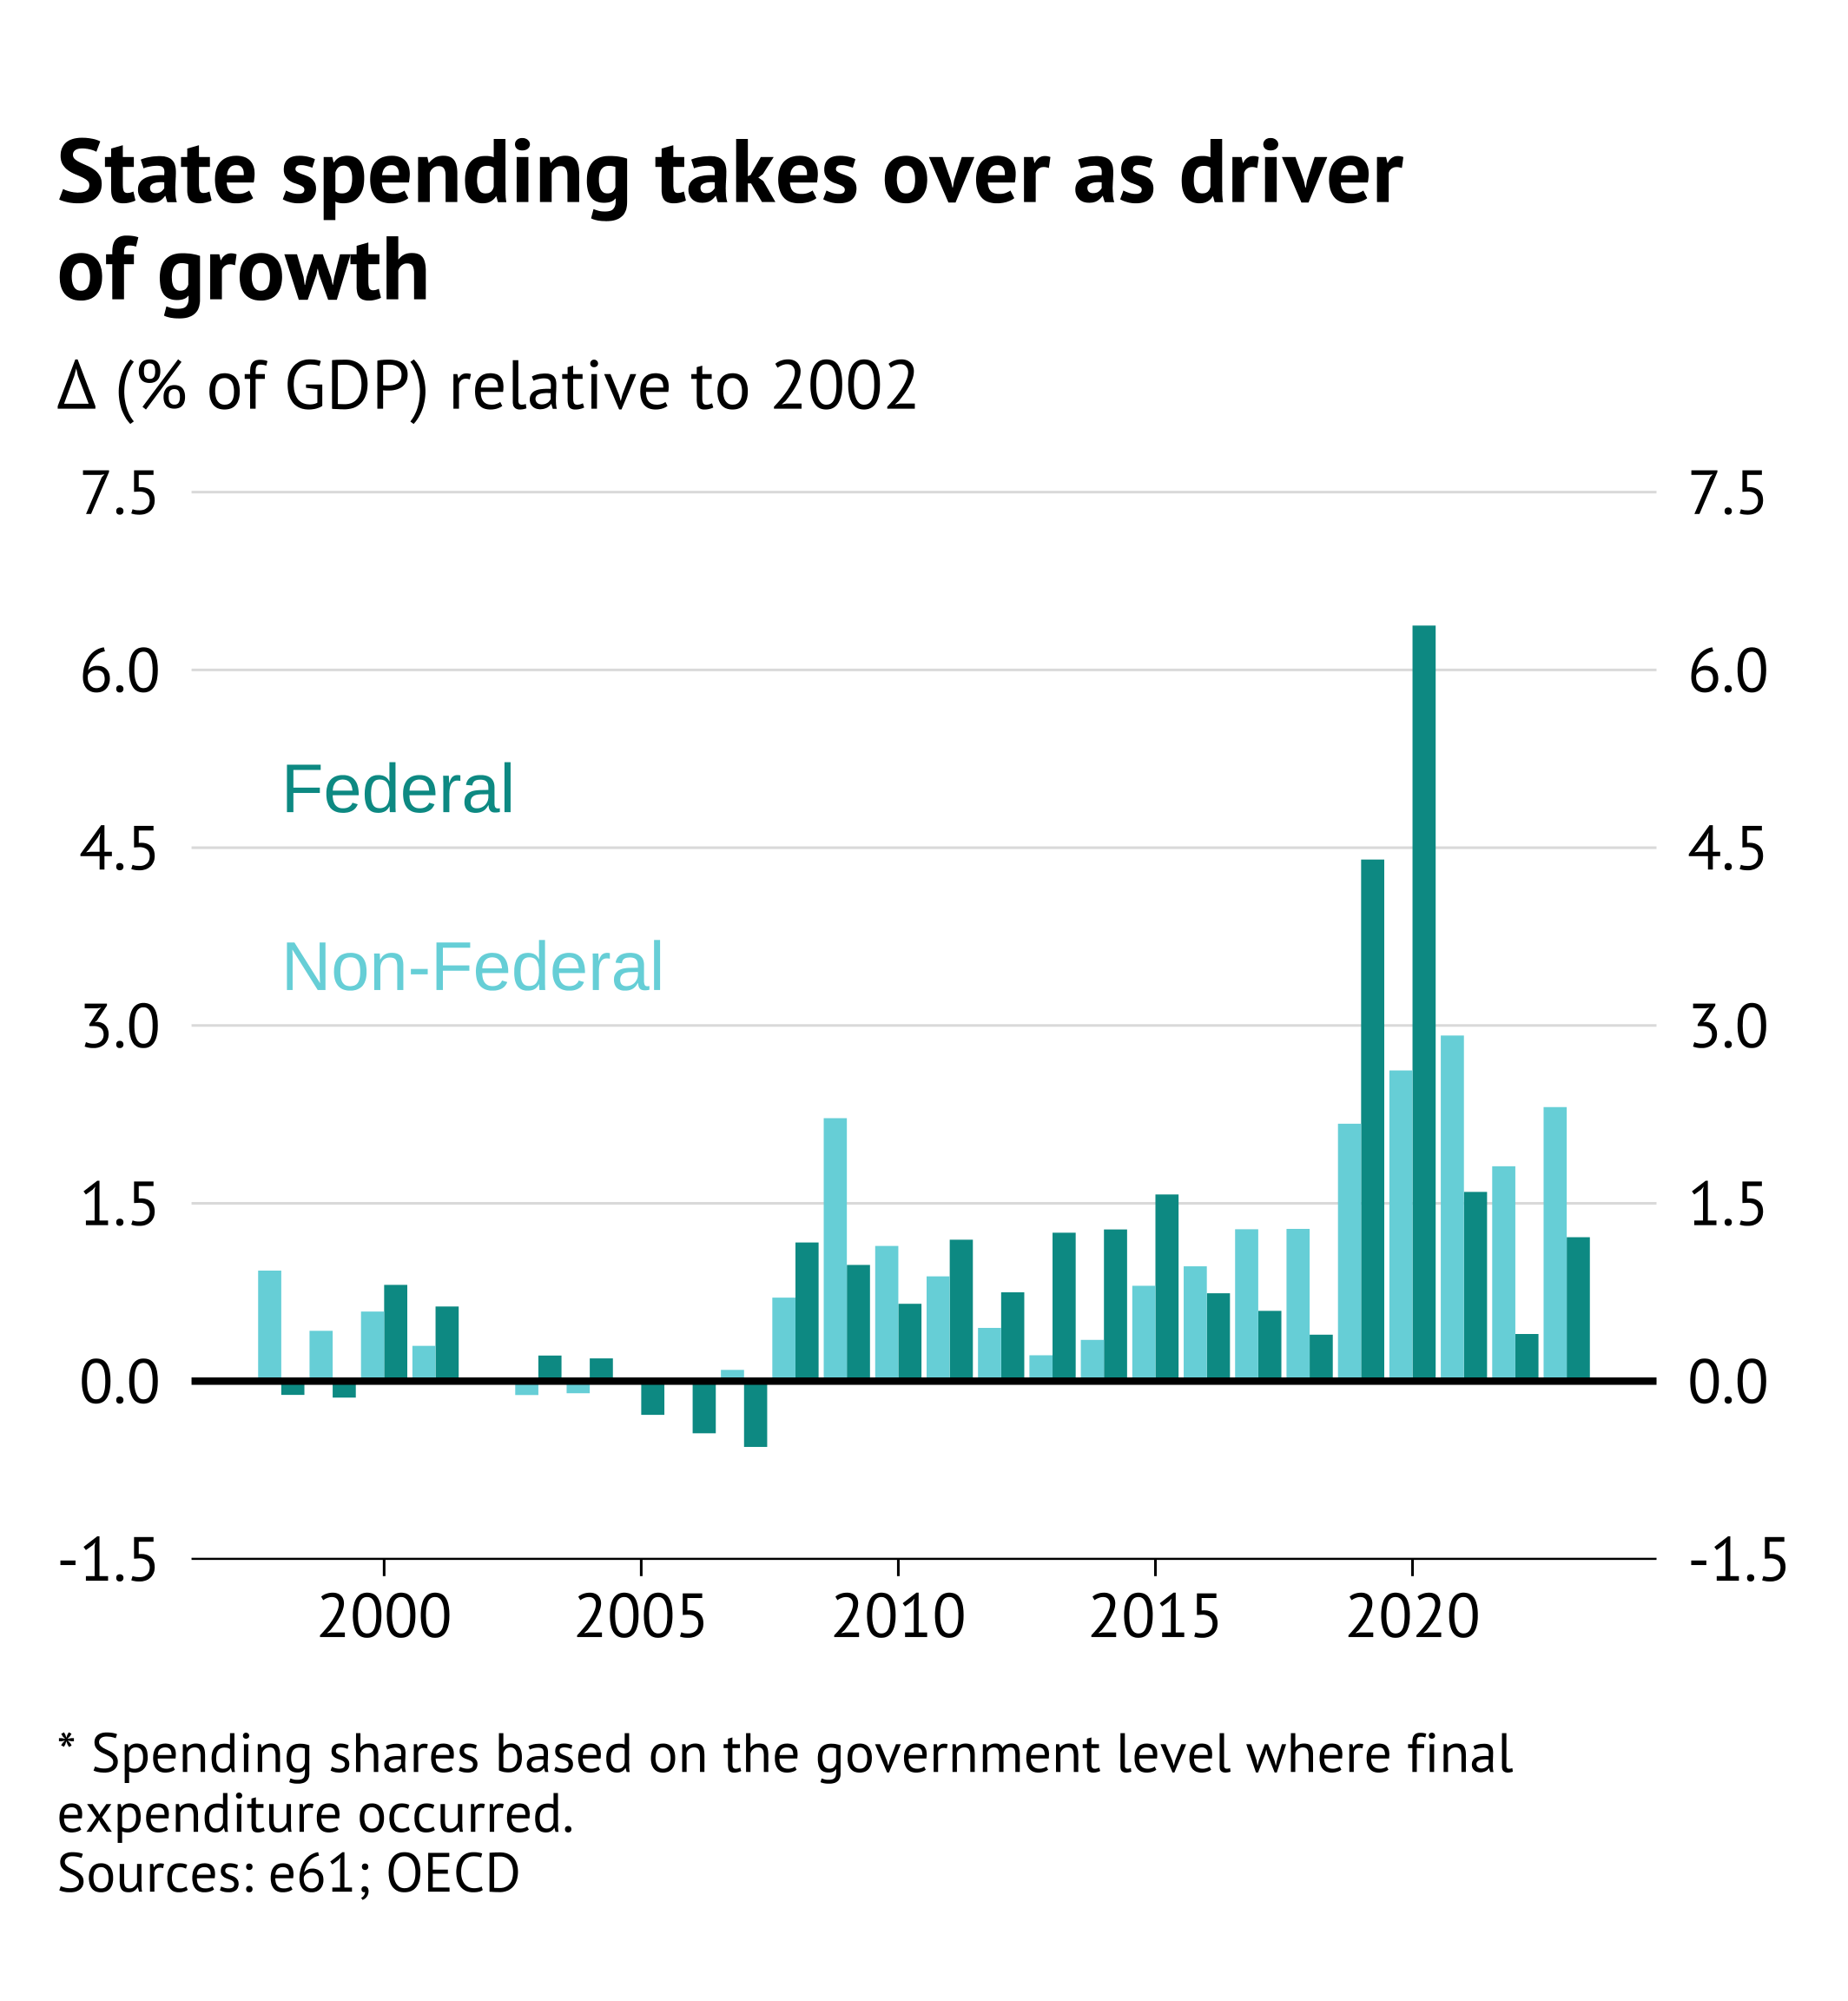 State spending takes over as driver
of growth
Δ (% of GDP) relative to 2002
7.5 7.5
6.0 6.0
Federal
4.5 4.5
Non-Federal
3.0 3.0
1.5 1.5
0.0 0.0
-1.5 -1.5
2000 2005 2010 2015 2020
* Spending shares based on the government level where final
expenditure occurred.
Sources: e61; OECD